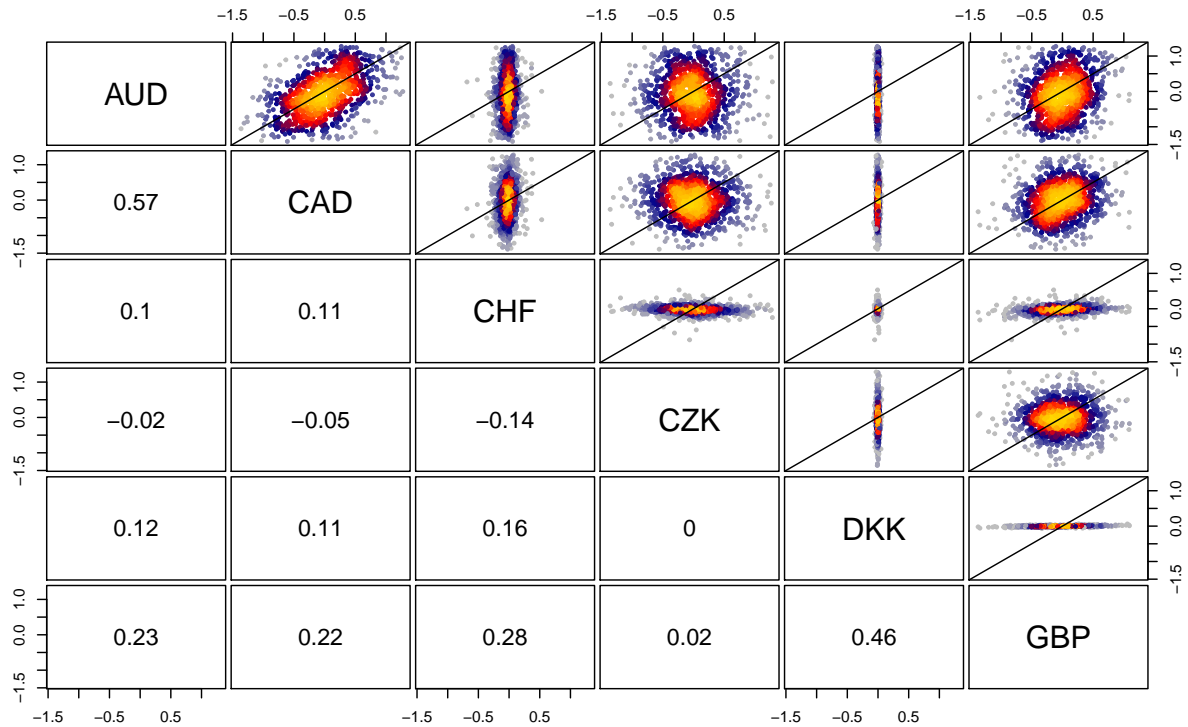 −1.5 −0.5 0.5 −1.5 −0.5 0.5 −1.5 −0.5 0.5
AUD −1.5 0.0 1.0
−1.5 0.0 1.0 0.57 CAD
0.1 0.11 CHF −1.5 0.0 1.0
−1.5 0.0 1.0 −0.02 −0.05 −0.14 CZK
0.12 0.11 0.16 0 DKK −1.5 0.0 1.0
−1.5 0.0 1.0 0.23 0.22 0.28 0.02 0.46 GBP
−1.5 −0.5 0.5 −1.5 −0.5 0.5 −1.5 −0.5 0.5